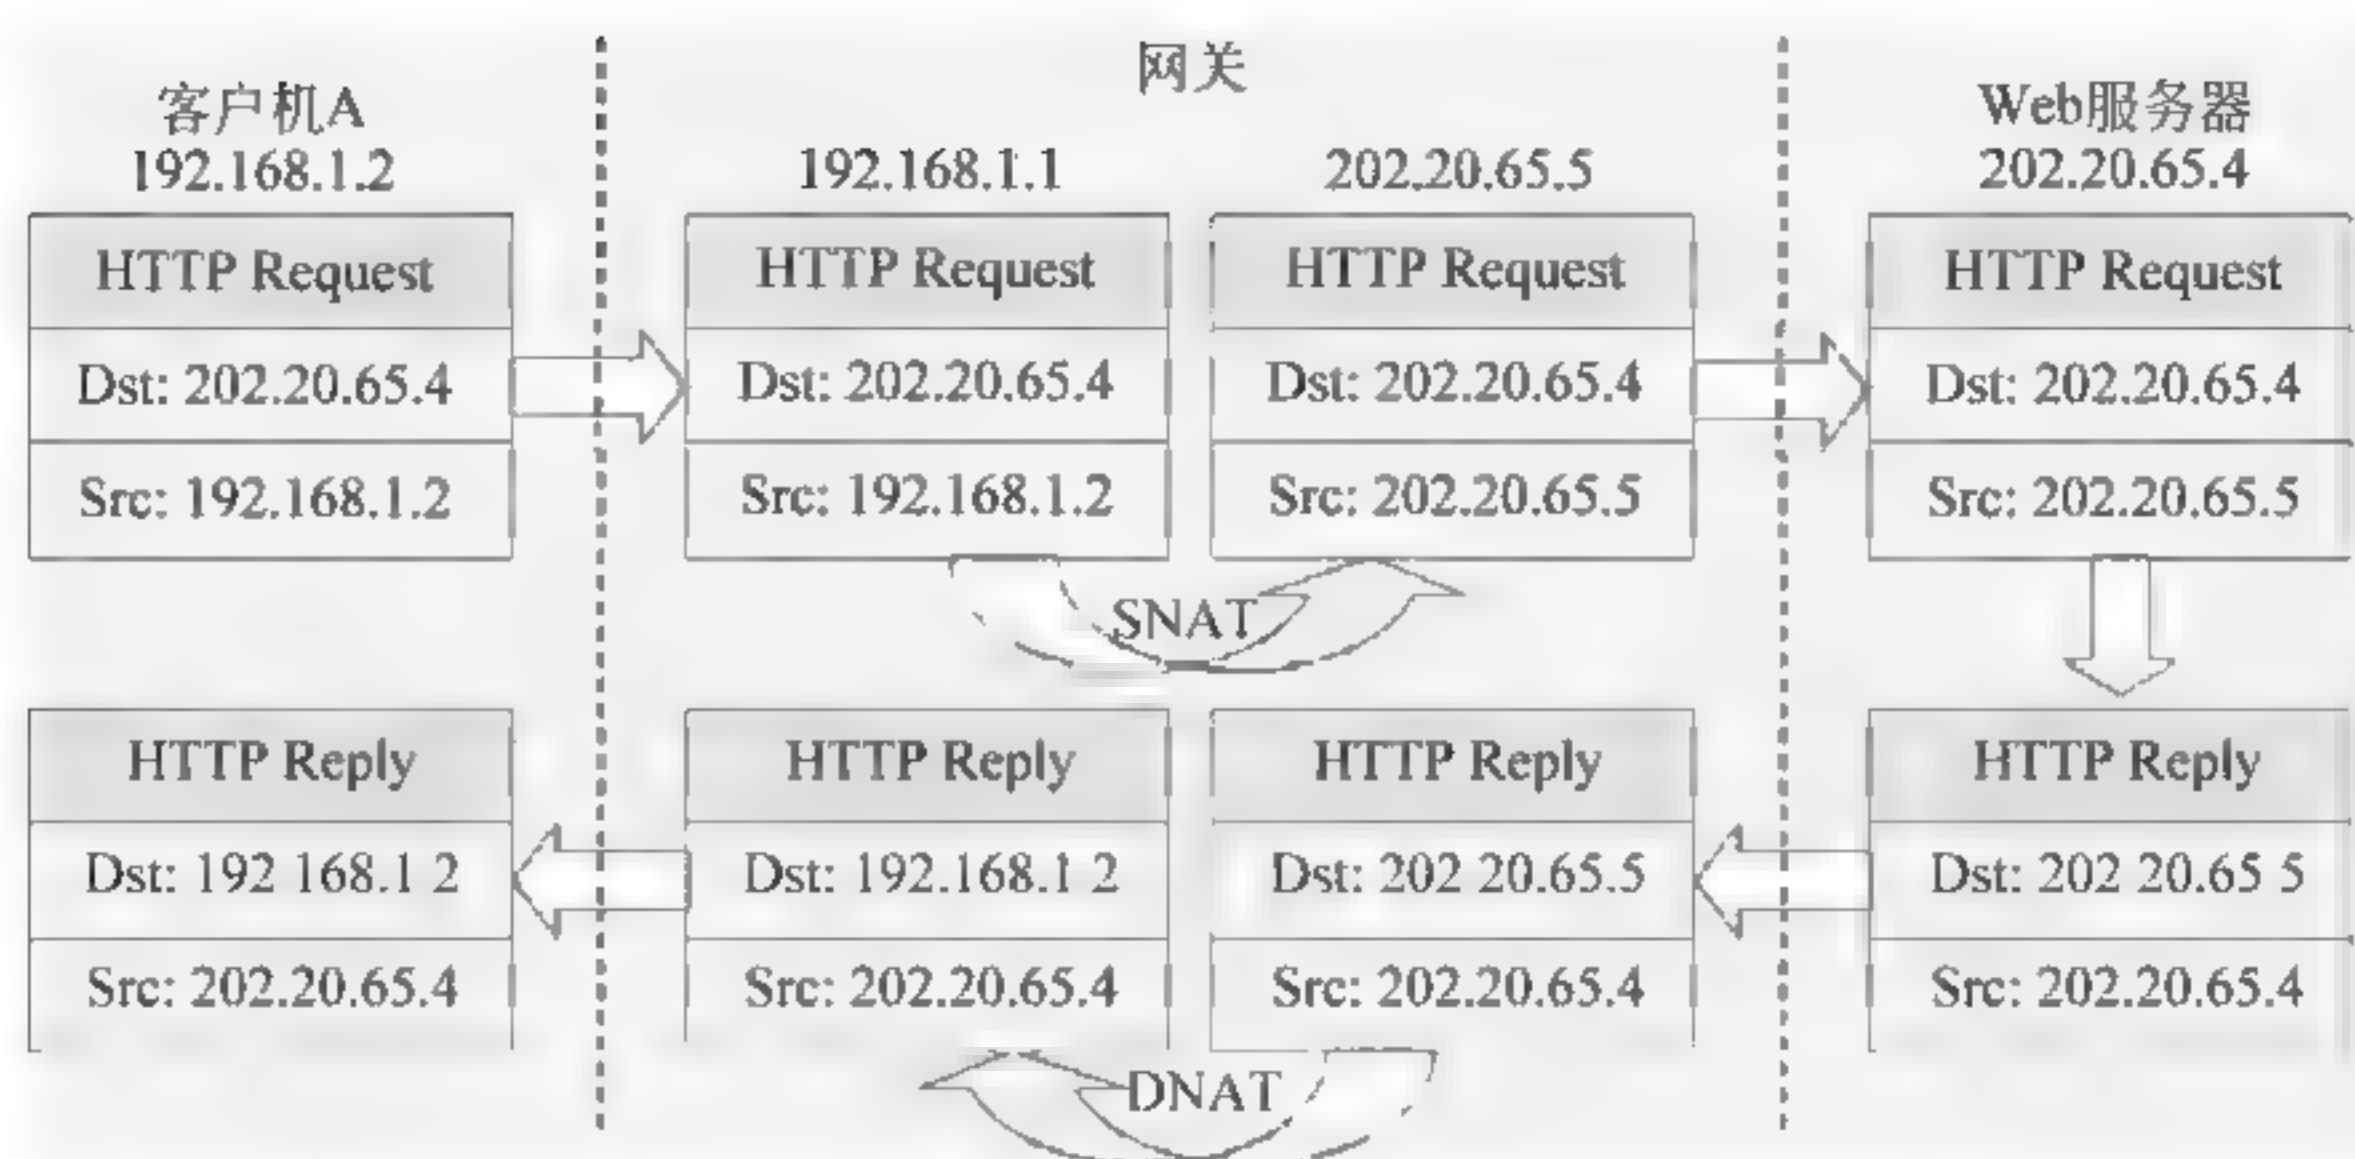 网关
客户机A
192.168.1.2
192.168.1.1
202.20.65.5
Web服务器
202.20.65.4
HTTP Request
HTTP Request
HTTP Request
HTTP Request
Dst: 202.20.65.4
Dst: 202.20.65.4
Dst: 202.20.65.4
Dst: 202.20.65.4
Src: 192.168.1.2
Src: 192.168.1.2
Src: 202.20.65.5
Src: 202.20.65.5
SNAT
HTTP Reply
HTTP Reply
HTTP Reply
HTTP Reply
Dst: 192 168.1 2
Dst: 192.168.1 2
Dst: 202 20.65.5
Dst: 202 20.65 5
Src: 202.20.65.4
Src: 202.20.65.4
Src: 202.20.65.4
Src: 202.20.65.4
DNAT